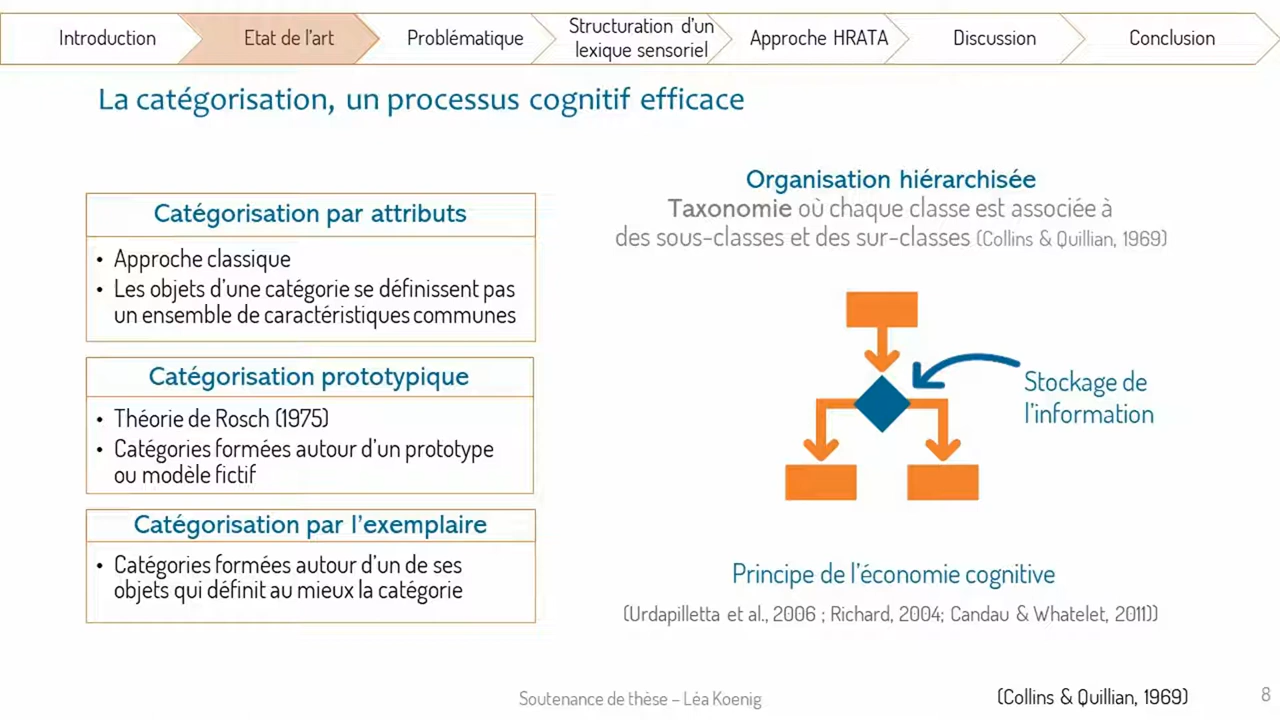 Introduction
Etat de l'art
Problématique
Structuration d'un
lexique sensoriel
Approche HRATA
Discussion
Conclusion
La catégorisation, un processus cognitif efficace
Catégorisation par attributs
• Approche classique
• Les objets d'une catégorie se définissent pas
un ensemble de caractéristiques communes
Catégorisation prototypique
• Théorie de Rosch (1975)
• Catégories formées autour d'un prototype
ou modèle fictif
Catégorisation par l'exemplaire
• Catégories formées autour d'un de ses
objets qui définit au mieux la catégorie
Organisation hiérarchisée
Taxonomie où chaque classe est associée à
des sous-classes et des sur-classes (Collins & Quillian, 1969)
Stockage de
l'information
Principe de l'économie cognitive
(Urdapilletta et al., 2006 ; Richard, 2004; Candau & Whatelet, 2011))
Soutenance de thèse – Léa Koenig
(Collins & Quillian, 1969)
8